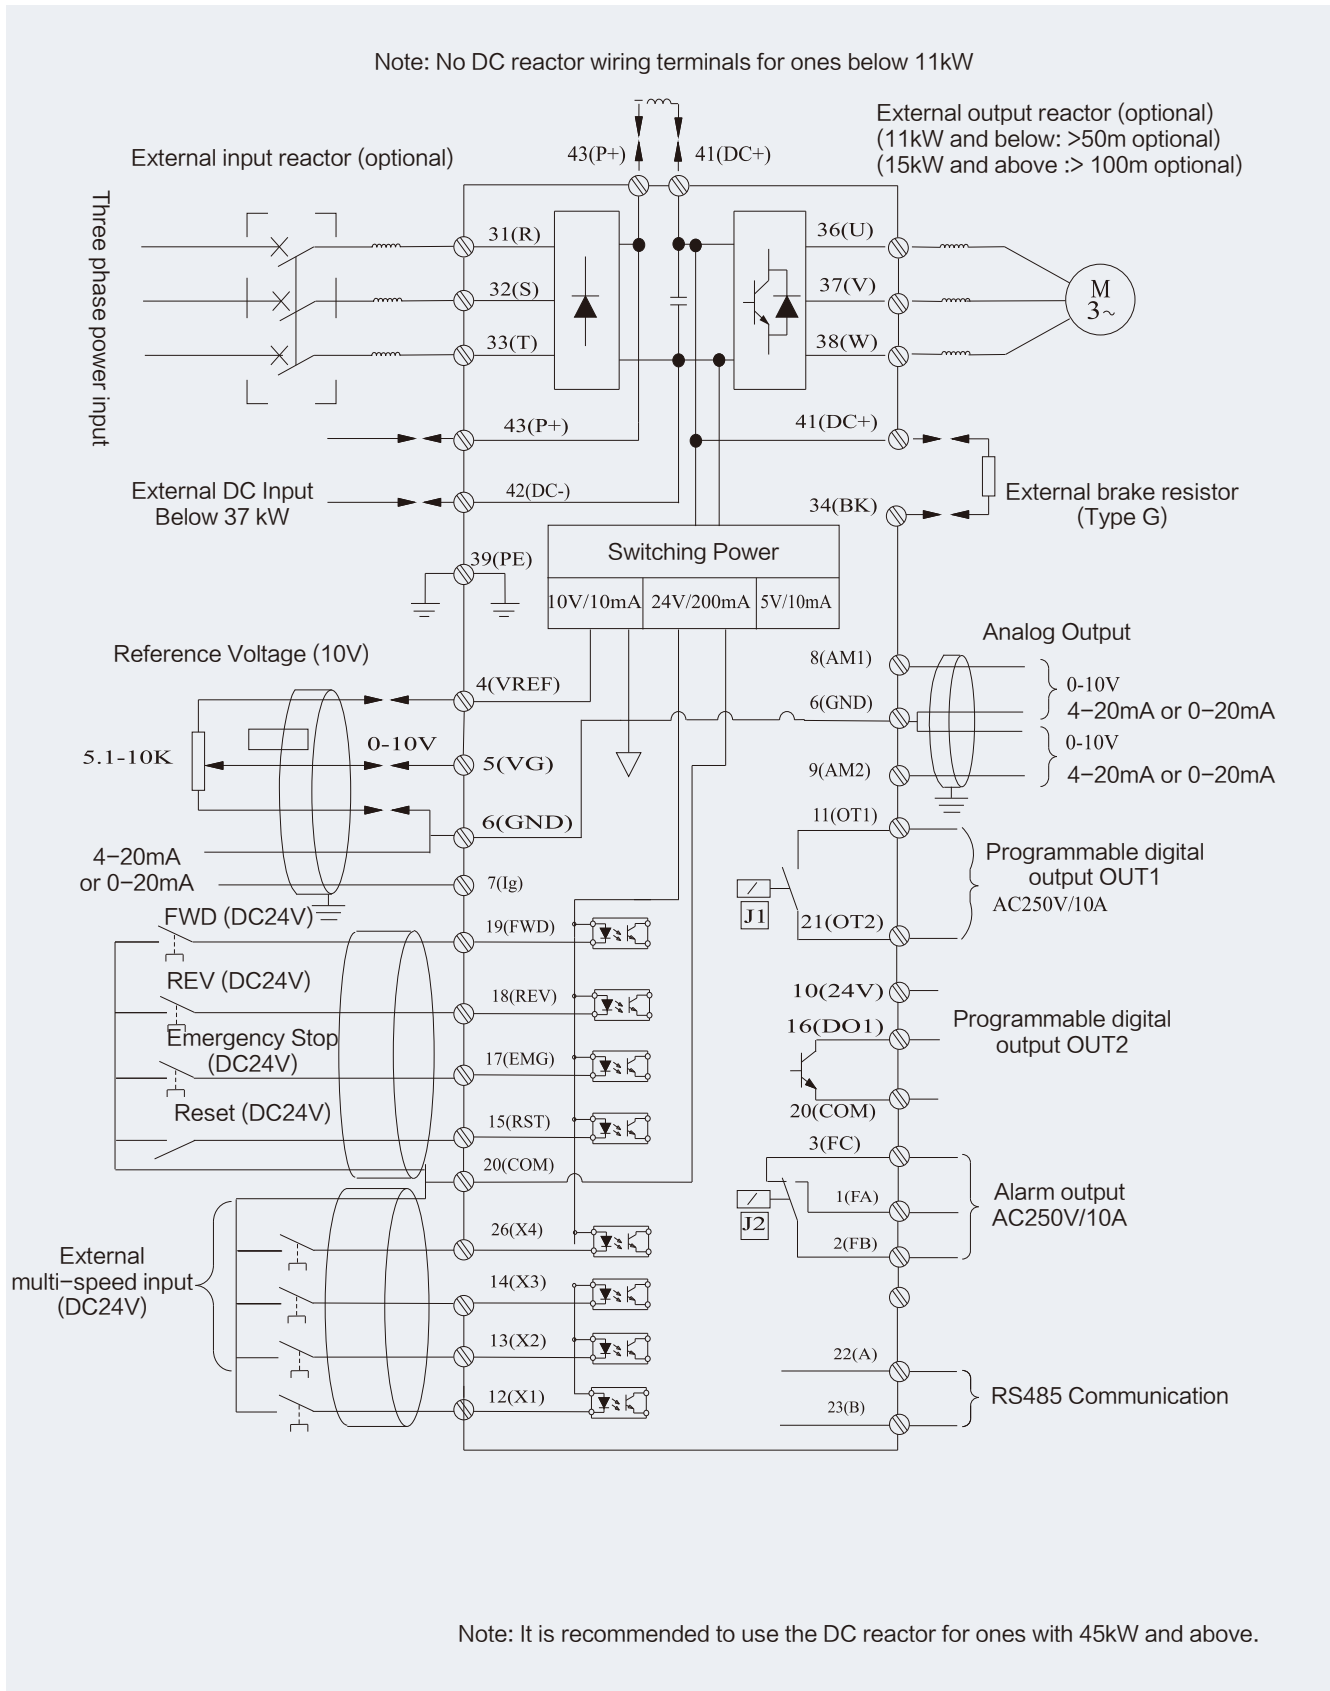 Note: No DC reactor wiring terminals for ones below 11kW
External input reactor (optional)
43(P+)
41(DC+)
External output reactor (optional)
(11kW and below: >50m optional)
(15kW and above :> 100m optional)
Three phase power input
31(R)
32(S)
33(T)
36(U)
37(V)
38(W)
M
3~
43(P+)
41(DC+)
External DC Input
Below 37 kW
42(DC-)
34(BK)
External brake resistor
(Type G)
39(PE)
Switching Power
10V/10mA
24V/200mA
5V/10mA
Reference Voltage (10V)
4(VREF)
0-10V
5.1-10K
5(VG)
6(GND)
4-20mA
or 0-20mA
7(Ig)
Analog Output
8(AM1)
6(GND)
0-10V
4-20mA or 0-20mA
0-10V
4-20mA or 0-20mA
9(AM2)
11(OT1)
Programmable digital
output OUT1
AC250V/10A
J1
21(OT2)
FWD (DC24V)
19(FWD)
REV (DC24V)
18(REV)
Emergency Stop
(DC24V)
17(EMG)
Reset (DC24V)
15(RST)
20(COM)
10(24V)
16(DO1)
Programmable digital
output OUT2
20(COM)
3(FC)
1(FA)
J2
2(FB)
Alarm output
AC250V/10A
External
multi-speed input
(DC24V)
26(X4)
14(X3)
13(X2)
12(X1)
22(A)
23(B)
RS485 Communication
Note: It is recommended to use the DC reactor for ones with 45kW and above.